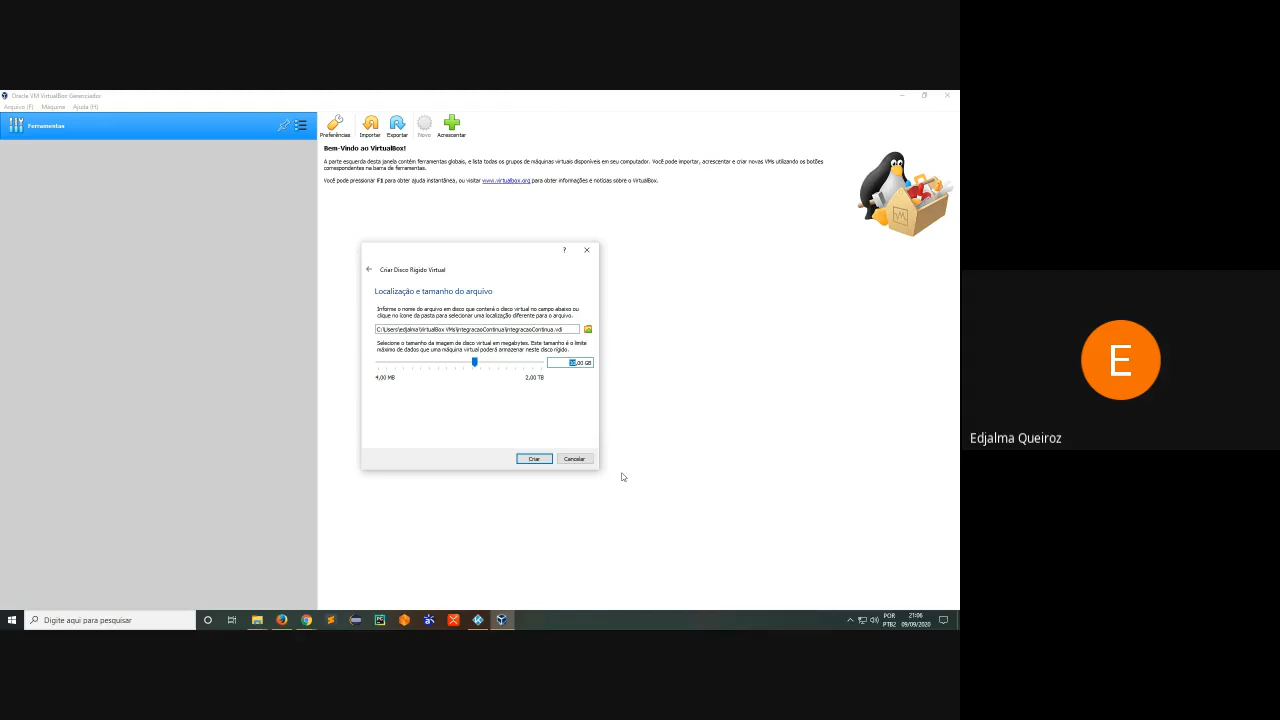 Oracle VM VirtualBox Gerenciador
Arquivo (F) Máquina Ajuda (H)
Ferramentas
Preferências Importar Exportar Novo Acrescentar
Bem-Vindo ao VirtualBox!
A parte esquerda desta janela contém ferramentas globais, e lista todos os grupos de máquinas virtuais disponíveis em seu computador. Você pode importar, acrescentar e criar novas VMs utilizando os botões
correspondentes na barra de ferramentas.
Você pode pressionar F1 para obter ajuda instantânea, ou visitar www.virtualbox.org para obter informações e notícias sobre o VirtualBox.
?
Criar Disco Rígido Virtual
Localização e tamanho do arquivo
Informe o nome do arquivo em disco que conterá o disco virtual no campo abaixo ou
clique no ícone da pasta para selecionar uma localização diferente para o arquivo.
C:\Users\edjalma\VirtualBox VMs\IntegracaoContinua\IntegracaoContinua.vdi
Selecione o tamanho da imagem de disco virtual em megabytes. Este tamanho é o limite
máximo de dados que uma máquina virtual poderá armazenar neste disco rígido.
,00 GB
4,00 MB 2,00 TB
Criar Cancelar
E
Edjalma Queiroz
Digite aqui para pesquisar
POR 21:06
PTB2 09/09/2020